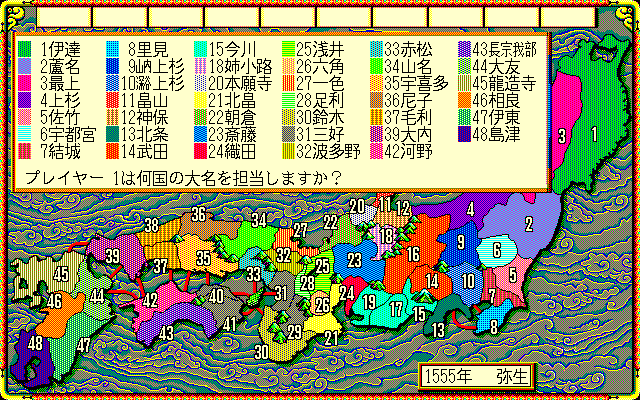 1伊達 8里見 15今川 25浅井 33赤松 43長宗我部
2蘆名 9山内上杉 18姉小路 26六角 34山名 44大友
3最上 10扇谷上杉 20本願寺 27一色 35宇喜多 45龍造寺
4上杉 11畠山 21北畠 28足利 36尼子 46相良
5佐竹 12神保 22朝倉 30鈴木 37毛利 47伊東
6宇都宮 13北条 23斎藤 31三好 39大内 48島津
7結城 14武田 24織田 32波多野 42河野
プレイヤー 1は何国の大名を担当しますか?
3 1
20 11 12 4
38 36 34 27 22 18 2
39 37 35 33 32 25 23 16 9 6
45 28 14 10 5
46 44 42 40 31 26 24 19 17 15 7
48 47 43 41 30 29 21 13 8
1555年 弥生